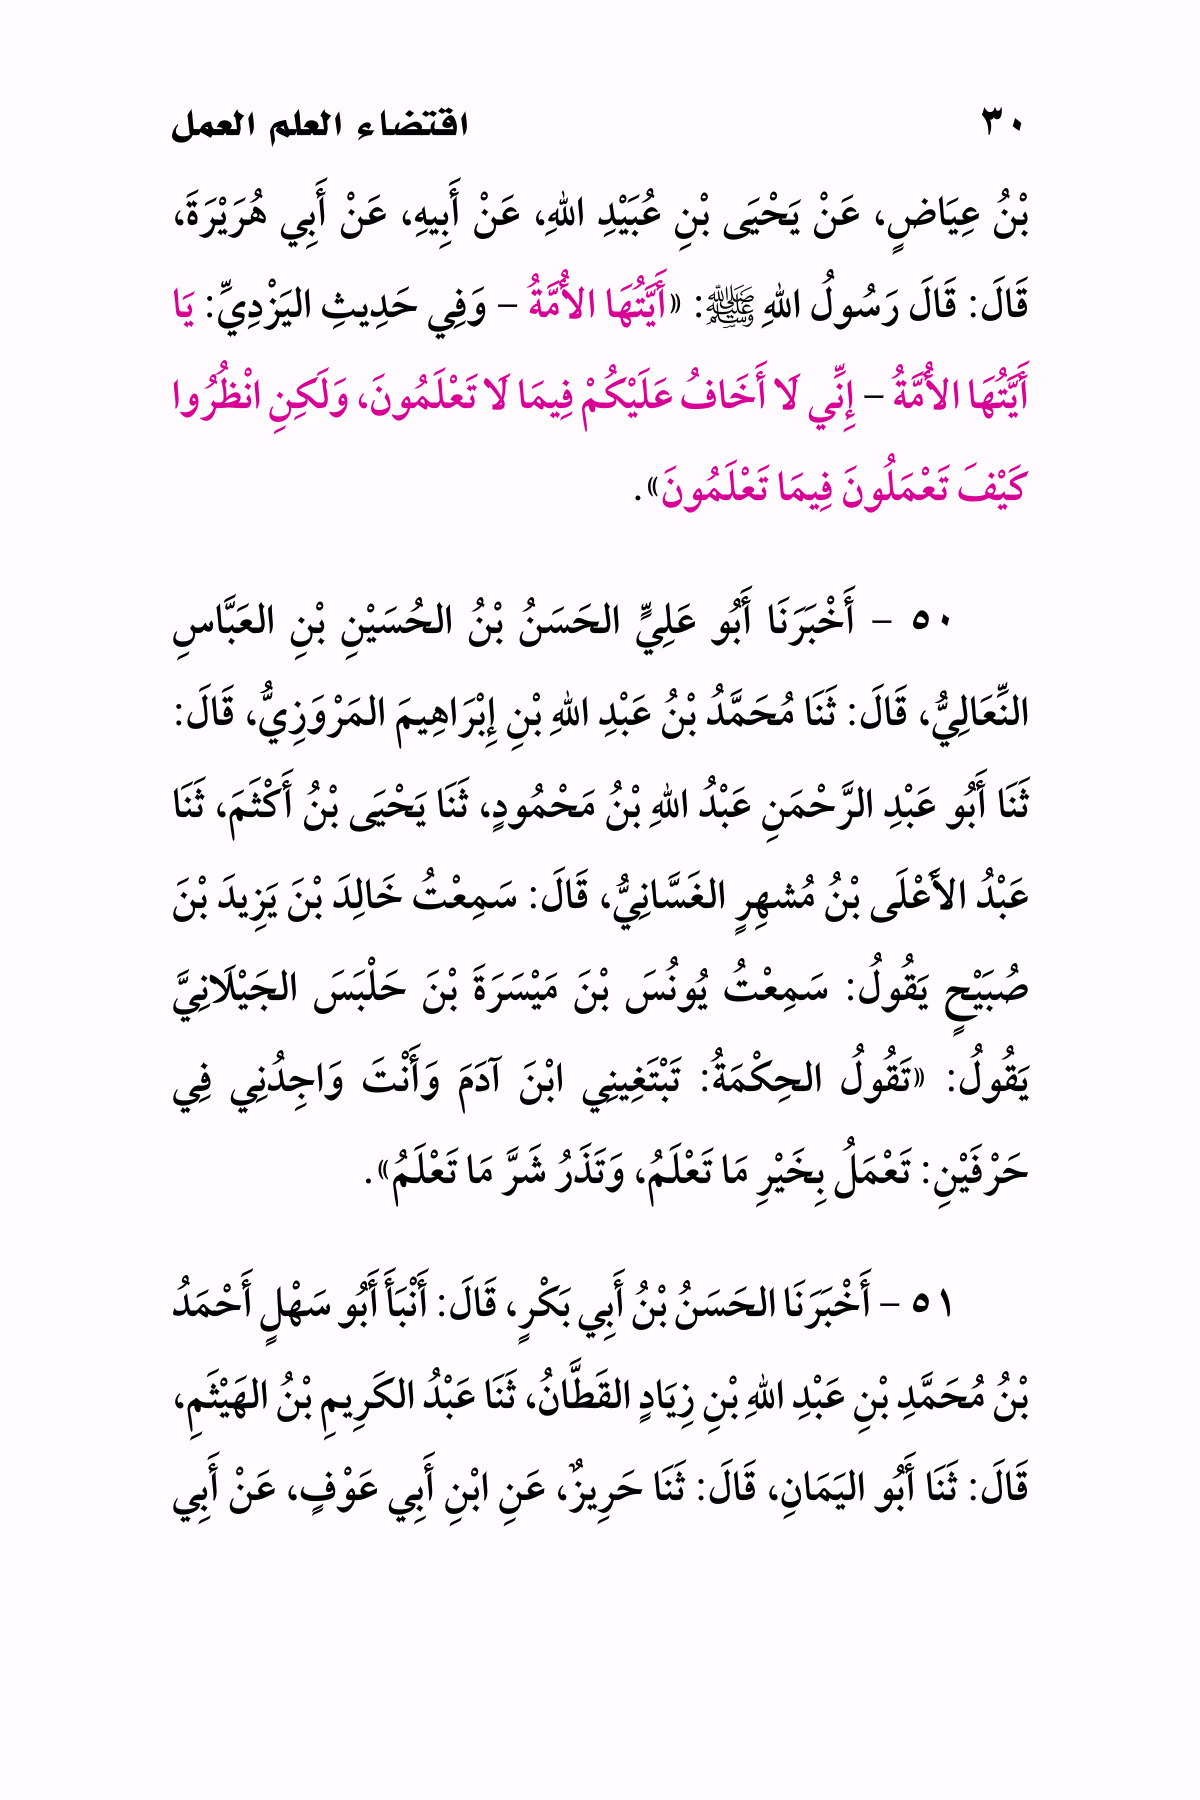 ٣٠ اقتضاء العلم العمل
بْنُ عِيَاضٍ، عَنْ يَحْيَى بْنِ عُبَيْدِ اللهِ، عَنْ أَبِيهِ، عَنْ أَبِي هُرَيْرَةَ،
قَالَ: قَالَ رَسُولُ اللهِ ﷺ: «أَيَّتُهَا الأُمَّةُ – وَفِي حَدِيثِ اليَزْدِيِّ: يَا
أَيَّتُهَا الأُمَّةُ – إِنِّي لَا أَخَافُ عَلَيْكُمْ فِيمَا لَا تَعْلَمُونَ، وَلَكِنِ انْظُرُوا
كَيْفَ تَعْمَلُونَ فِيمَا تَعْلَمُونَ».
٥٠ – أَخْبَرَنَا أَبُو عَلِيٍّ الحَسَنُ بْنُ الحُسَيْنِ بْنِ العَبَّاسِ
النِّعَالِيُّ، قَالَ: ثَنَا مُحَمَّدُ بْنُ عَبْدِ اللهِ بْنِ إِبْرَاهِيمَ المَرْوَزِيُّ، قَالَ:
ثَنَا أَبُو عَبْدِ الرَّحْمَنِ عَبْدُ اللهِ بْنُ مَحْمُودٍ، ثَنَا يَحْيَى بْنُ أَكْثَمَ، ثَنَا
عَبْدُ الأَعْلَى بْنُ مُشهِرٍ الغَسَّانِيُّ، قَالَ: سَمِعْتُ خَالِدَ بْنَ يَزِيدَ بْنَ
صُبَيْحٍ يَقُولُ: سَمِعْتُ يُونُسَ بْنَ مَيْسَرَةَ بْنَ حَلْبَسَ الجَيْلَانِيَّ
يَقُولُ: «تَقُولُ الحِكْمَةُ: تَبْتَغِينِي ابْنَ آدَمَ وَأَنْتَ وَاجِدُنِي فِي
حَرْفَيْنِ: تَعْمَلُ بِخَيْرِ مَا تَعْلَمُ، وَتَذَرُ شَرَّ مَا تَعْلَمُ».
٥١ – أَخْبَرَنَا الحَسَنُ بْنُ أَبِي بَكْرٍ، قَالَ: أَنْبَأَ أَبُو سَهْلٍ أَحْمَدُ
بْنُ مُحَمَّدِ بْنِ عَبْدِ اللهِ بْنِ زِيَادٍ القَطَّانُ، ثَنَا عَبْدُ الكَرِيمِ بْنُ الهَيْثَمِ،
قَالَ: ثَنَا أَبُو اليَمَانِ، قَالَ: ثَنَا حَرِيزٌ، عَنِ ابْنِ أَبِي عَوْفٍ، عَنْ أَبِي